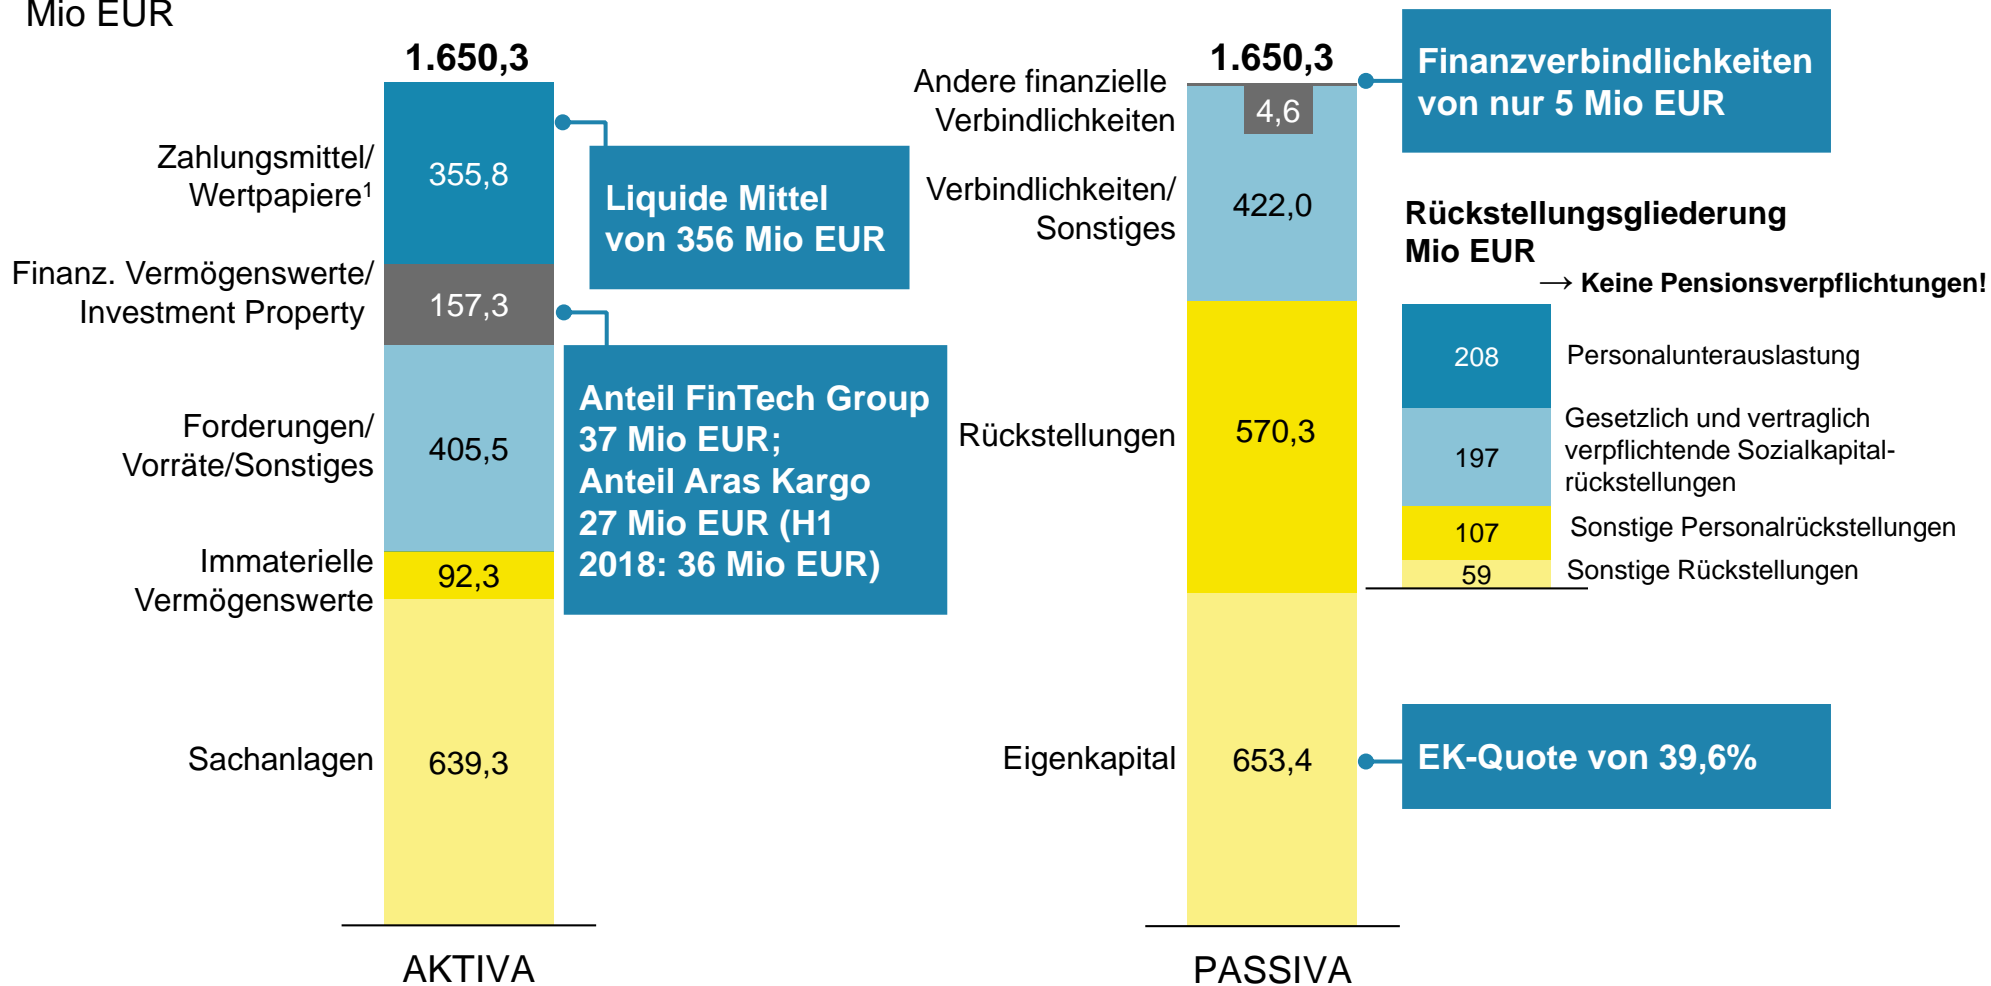 Mio EUR
1.650,3
Zahlungsmittel/
Wertpapiere¹
355,8
Liquide Mittel
von 356 Mio EUR
Finanz. Vermögenswerte/
Investment Property
157,3
Anteil FinTech Group
37 Mio EUR;
Anteil Aras Kargo
27 Mio EUR (H1
2018: 36 Mio EUR)
Forderungen/
Vorräte/Sonstiges
405,5
Immaterielle
Vermögenswerte
92,3
Sachanlagen
639,3
AKTIVA
1.650,3
Andere finanzielle
Verbindlichkeiten
4,6
Finanzverbindlichkeiten
von nur 5 Mio EUR
Verbindlichkeiten/
Sonstiges
422,0
Rückstellungen
570,3
Eigenkapital
653,4
EK-Quote von 39,6%
PASSIVA
Rückstellungsgliederung
Mio EUR
→ Keine Pensionsverpflichtungen!
208
Personalunterauslastung
197
Gesetzlich und vertraglich
verpflichtende Sozialkapital-
rückstellungen
107
Sonstige Personalrückstellungen
59
Sonstige Rückstellungen